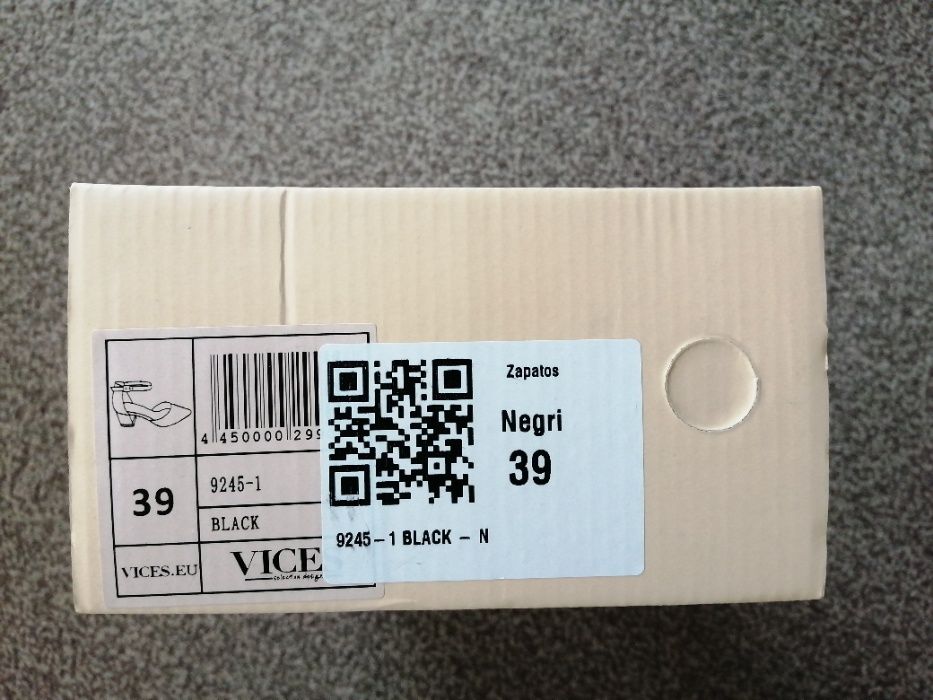 4 450000 299
39
9245-1
BLACK
VICES.EU
VICES
Zapatos
Negri
39
9245-1 BLACK - N